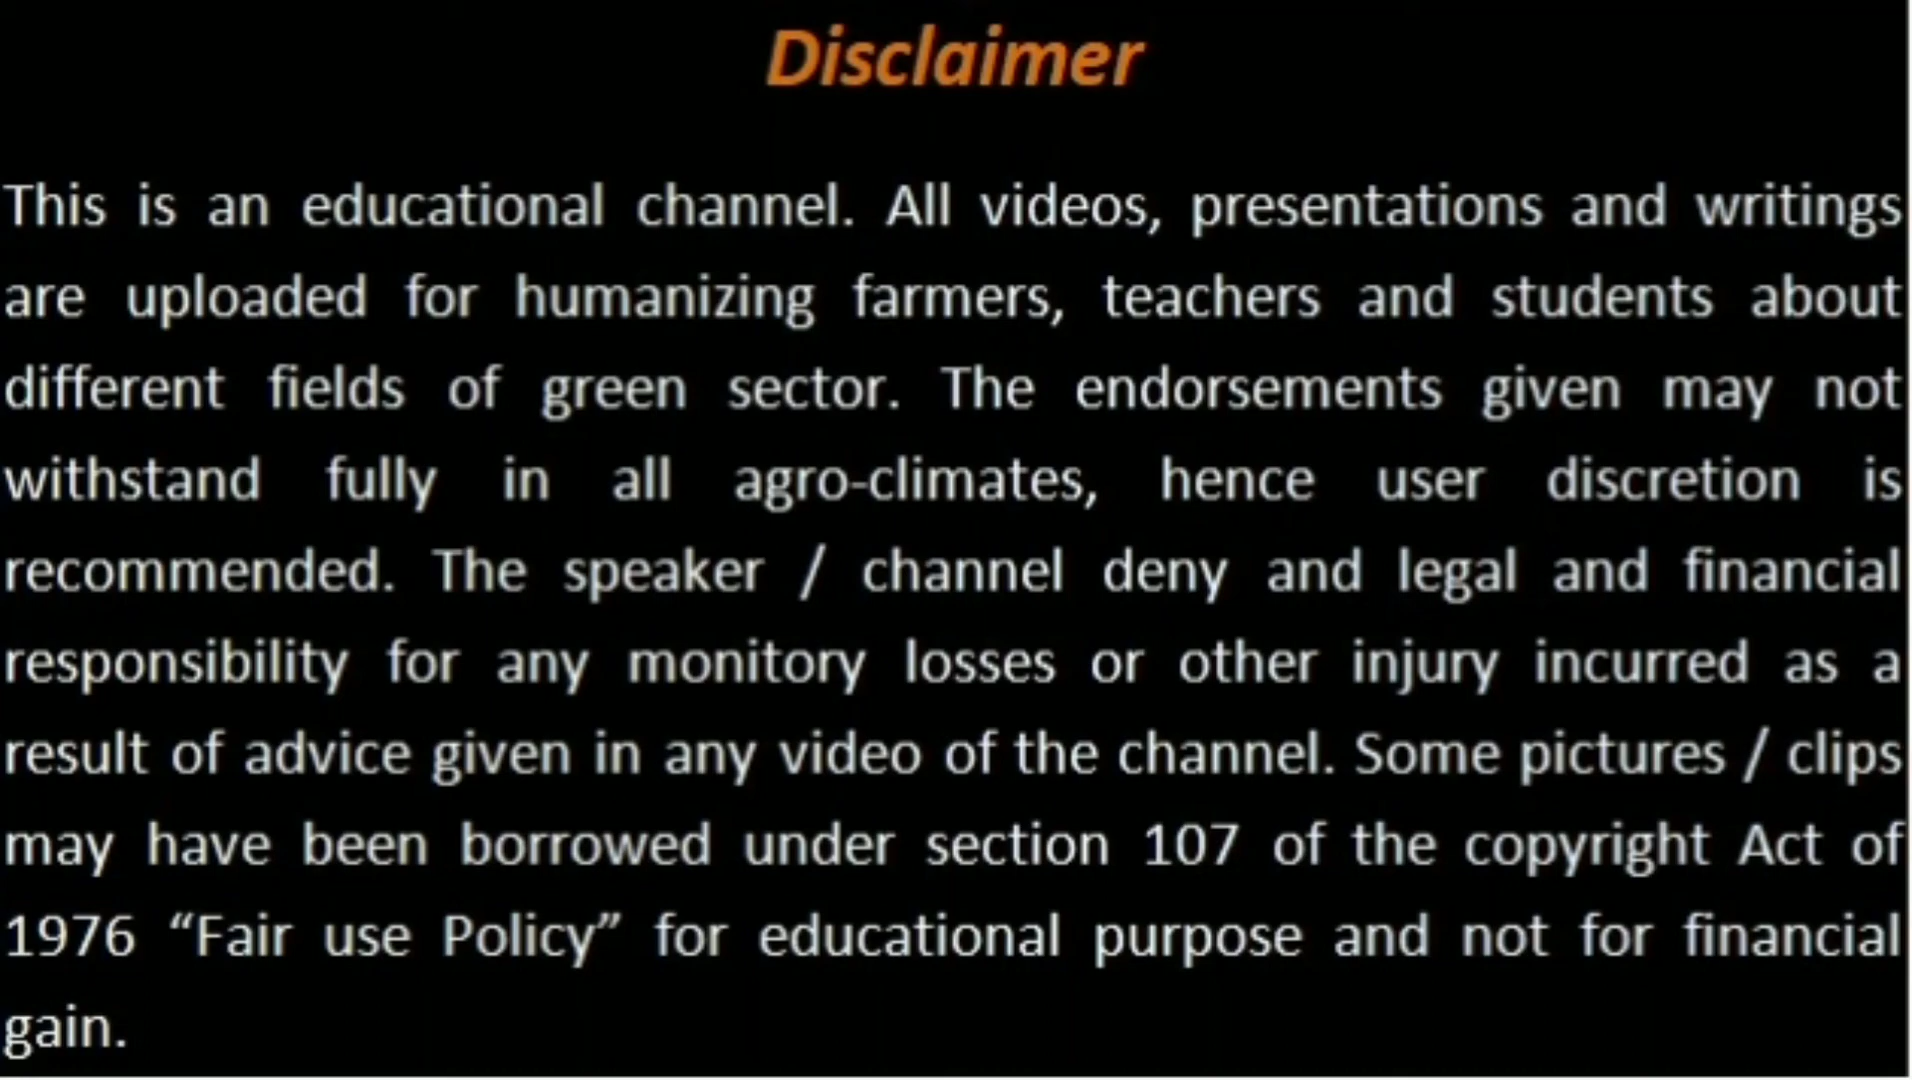 Disclaimer
This is an educational channel. All videos, presentations and writings
are uploaded for humanizing farmers, teachers and students about
different fields of green sector. The endorsements given may not
withstand fully in all agro-climates, hence user discretion is
recommended. The speaker / channel deny and legal and financial
responsibility for any monitory losses or other injury incurred as a
result of advice given in any video of the channel. Some pictures / clips
may have been borrowed under section 107 of the copyright Act of
1976 “Fair use Policy” for educational purpose and not for financial
gain.